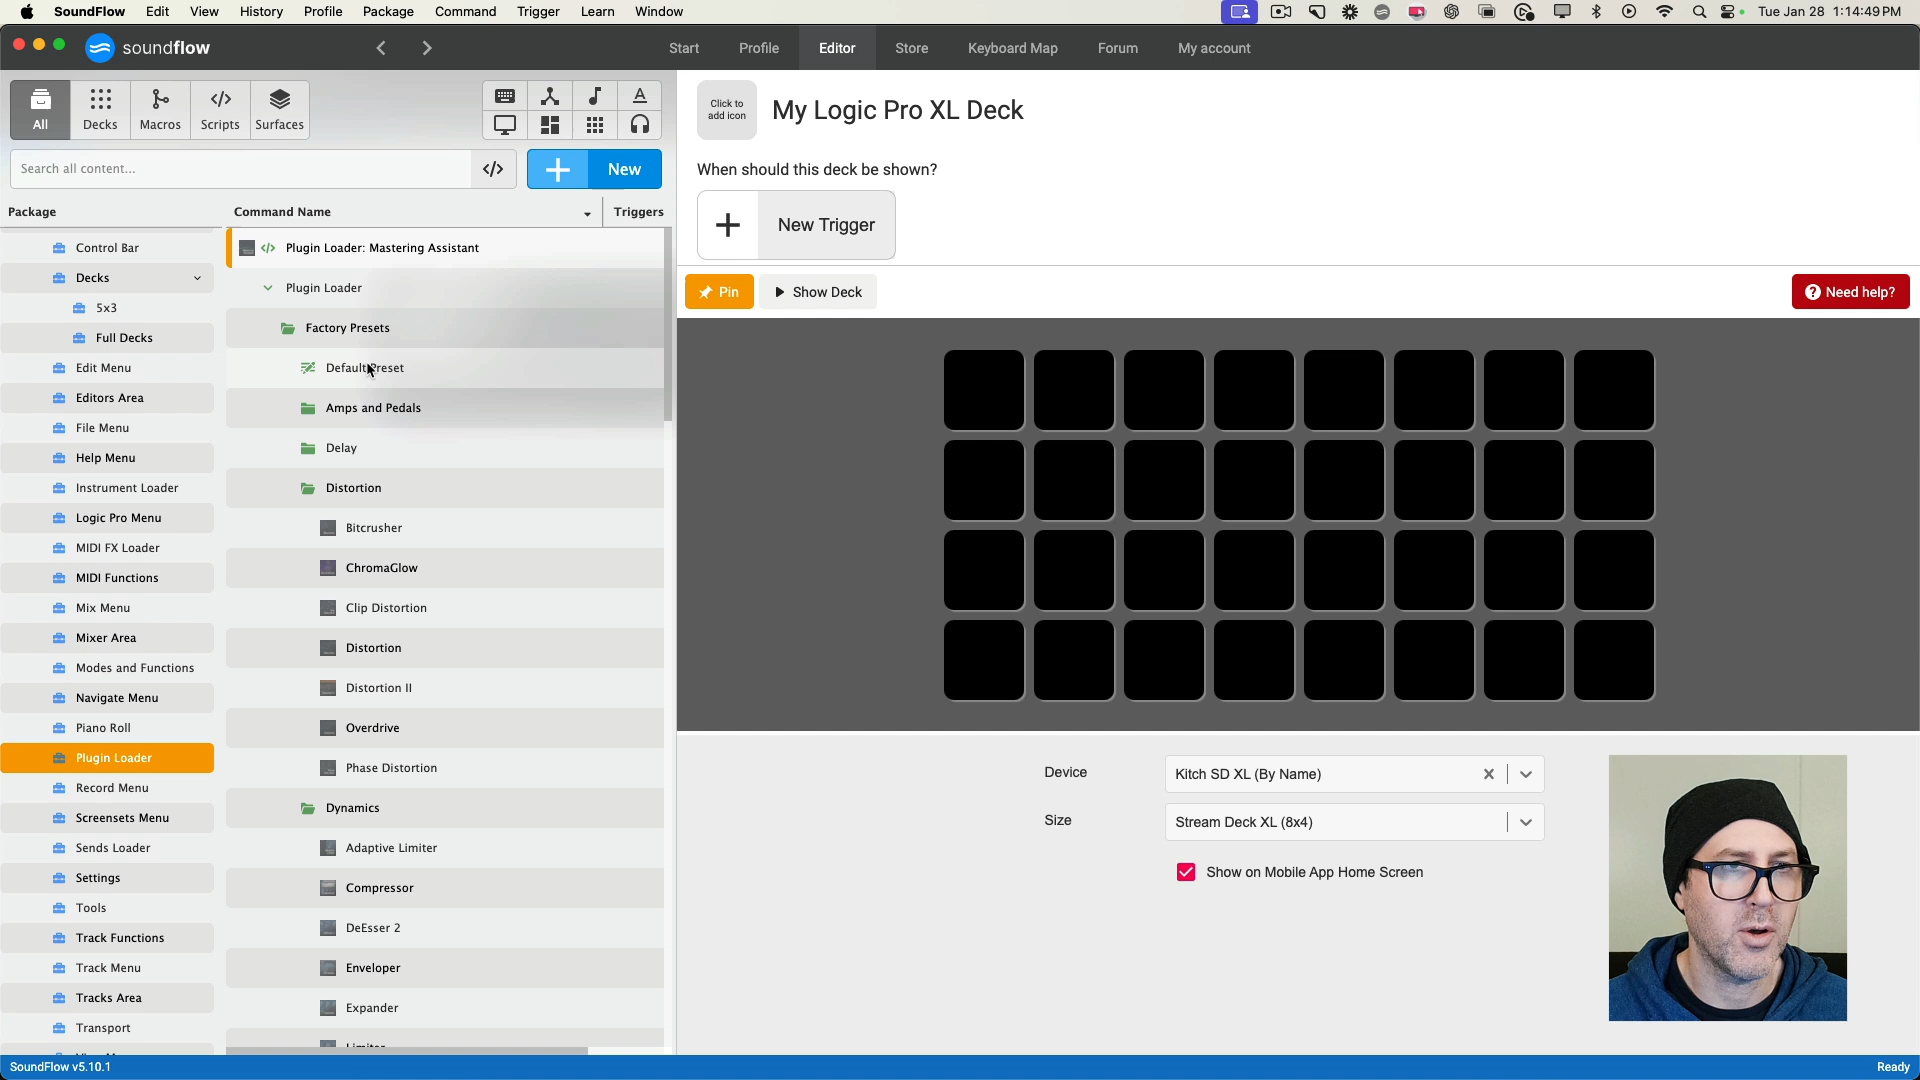 SoundFlow Edit View History Profile Package Command Trigger Learn Window Tue Jan 28 1:14:49 PM
soundflow Start Profile Editor Store Keyboard Map Forum My account
All Decks Macros Scripts Surfaces
Click to
add icon
My Logic Pro XL Deck
Search all content...
New
When should this deck be shown?
New Trigger
Package Command Name Triggers
Control Bar
Decks
5x3
Full Decks
Edit Menu
Editors Area
File Menu
Help Menu
Instrument Loader
Logic Pro Menu
MIDI FX Loader
MIDI Functions
Mix Menu
Mixer Area
Modes and Functions
Navigate Menu
Piano Roll
Plugin Loader
Record Menu
Screensets Menu
Sends Loader
Settings
Tools
Track Functions
Track Menu
Tracks Area
Transport
Plugin Loader: Mastering Assistant
Plugin Loader
Factory Presets
Default Preset
Amps and Pedals
Delay
Distortion
Bitcrusher
ChromaGlow
Clip Distortion
Distortion
Distortion II
Overdrive
Phase Distortion
Dynamics
Adaptive Limiter
Compressor
DeEsser 2
Enveloper
Expander
Limiter
Pin Show Deck Need help?
Device Kitch SD XL (By Name)
Size Stream Deck XL (8x4)
Show on Mobile App Home Screen
SoundFlow v5.10.1 Ready